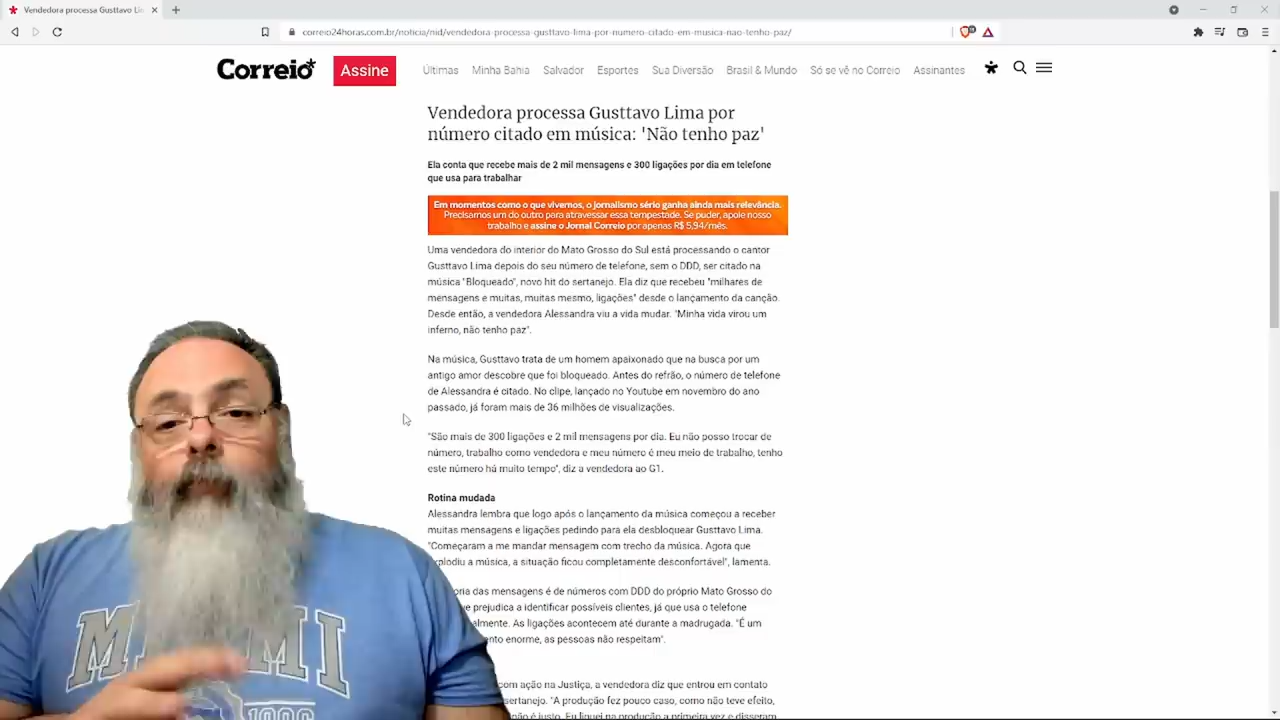 Vendedora processa Gusttavo Li
correio24horas.com.br/noticia/nid/vendedora-processa-gusttavo-lima-por-numero-citado-em-musica-nao-tenho-paz/
Correio*
Assine
Últimas Minha Bahia Salvador Esportes Sua Diversão Brasil & Mundo Só se vê no Correio Assinantes
Vendedora processa Gusttavo Lima por
número citado em música: 'Não tenho paz'
Ela conta que recebe mais de 2 mil mensagens e 300 ligações por dia em telefone
que usa para trabalhar
Em momentos como o que vivemos, o jornalismo sério ganha ainda mais relevância.
Precisamos um do outro para atravessar essa tempestade. Se puder, apoie nosso
trabalho e assine o Jornal Correio por apenas R$ 5,94/mês.
Uma vendedora do interior do Mato Grosso do Sul está processando o cantor
Gusttavo Lima depois do seu número de telefone, sem o DDD, ser citado na
música "Bloqueado", novo hit do sertanejo. Ela diz que recebeu "milhares de
mensagens e muitas, muitas mesmo, ligações" desde o lançamento da canção.
Desde então, a vendedora Alessandra viu a vida mudar. "Minha vida virou um
inferno, não tenho paz".
Na música, Gusttavo trata de um homem apaixonado que na busca por um
antigo amor descobre que foi bloqueado. Antes do refrão, o número de telefone
de Alessandra é citado. No clipe, lançado no Youtube em novembro do ano
passado, já foram mais de 36 milhões de visualizações.
"São mais de 300 ligações e 2 mil mensagens por dia. Eu não posso trocar de
número, trabalho como vendedora e meu número é meu meio de trabalho, tenho
este número há muito tempo", diz a vendedora ao G1.
Rotina mudada
Alessandra lembra que logo após o lançamento da música começou a receber
muitas mensagens e ligações pedindo para ela desbloquear Gusttavo Lima.
"Começaram a me mandar mensagem com trecho da música. Agora que
xplodiu a música, a situação ficou completamente desconfortável", lamenta.
oria das mensagens é de números com DDD do próprio Mato Grosso do
ue prejudica a identificar possíveis clientes, já que usa o telefone
almente. As ligações acontecem até durante a madrugada. "É um
nto enorme, as pessoas não respeitam".
com ação na Justiça, a vendedora diz que entrou em contato
sertanejo. "A produção fez pouco caso, como não teve efeito,
não é justo. Eu liguei na produção a primeira vez e disseram
MIAMI